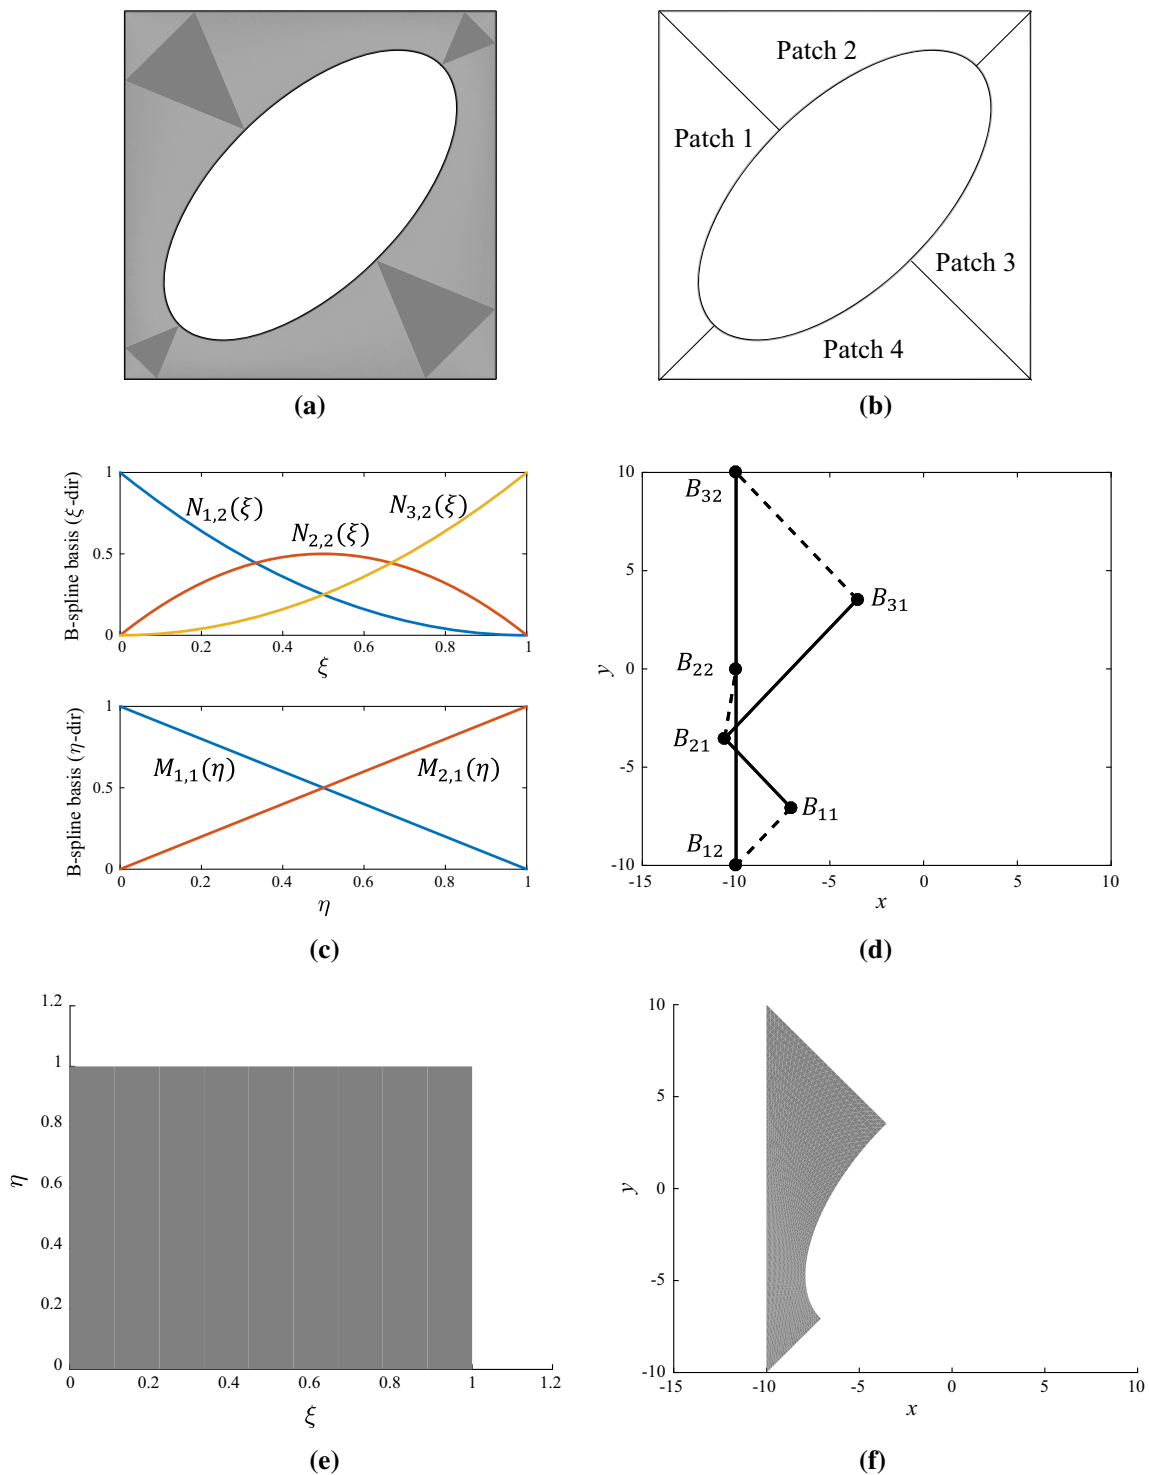 Patch 2
Patch 1
Patch 3
Patch 4
(a)
(b)
B-spline basis (ξ-dir)
1
0.5
0
N₁,₂(ξ)
N₂,₂(ξ)
N₃,₂(ξ)
0 0.2 0.4 0.6 0.8 1
ξ
B-spline basis (η-dir)
1
0.5
0
M₁,₁(η)
M₂,₁(η)
0 0.2 0.4 0.6 0.8 1
η
(c)
10
5
0
-5
-10
y
B₃₂
B₃₁
B₂₂
B₂₁
B₁₁
B₁₂
-15 -10 -5 0 5 10
x
(d)
1.2
1
0.8
0.6
0.4
0.2
0
η
0 0.2 0.4 0.6 0.8 1 1.2
ξ
(e)
10
5
0
-5
-10
y
-15 -10 -5 0 5 10
x
(f)